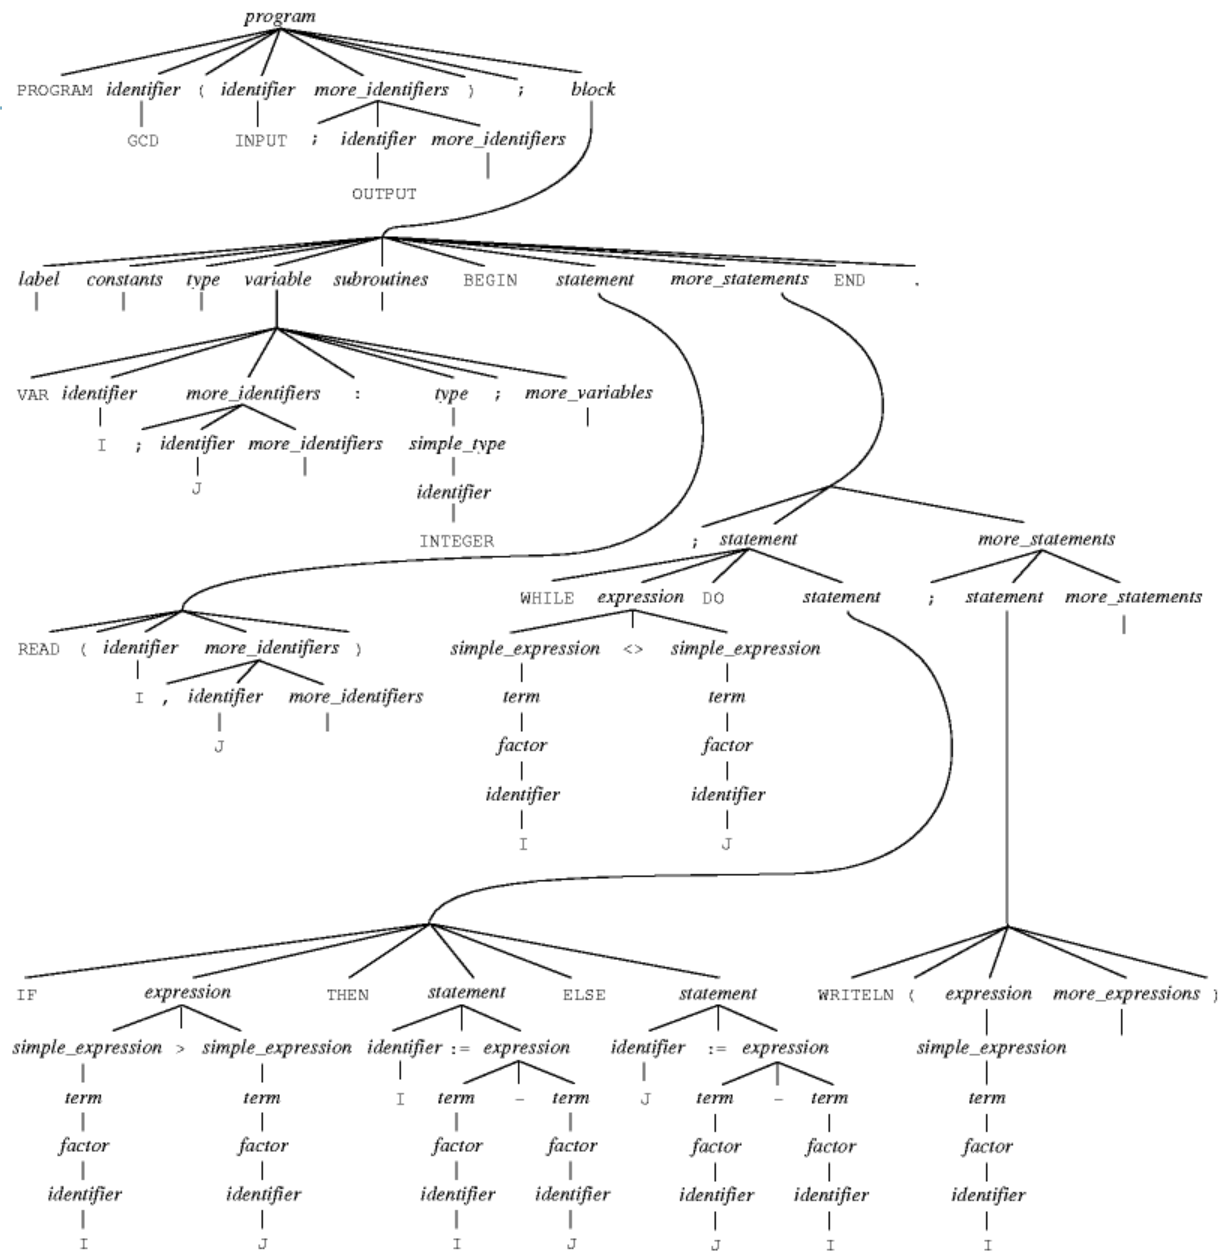 program
PROGRAM identifier ( identifier more_identifiers ) ; block
GCD INPUT ; identifier more_identifiers
OUTPUT
label constants type variable subroutines BEGIN statement more_statements END .
VAR identifier more_identifiers : type ; more_variables
I ; identifier more_identifiers simple_type
J identifier
INTEGER ; statement more_statements
WHILE expression DO statement ; statement more_statements
READ ( identifier more_identifiers ) simple_expression <> simple_expression
I , identifier more_identifiers term term
J factor factor
identifier identifier
I J
IF expression THEN statement ELSE statement WRITELN ( expression more_expressions )
simple_expression > simple_expression identifier := expression identifier := expression simple_expression
term term I term - term J term - term term
factor factor factor factor factor factor factor
identifier identifier identifier identifier identifier identifier identifier
I J I J J I I